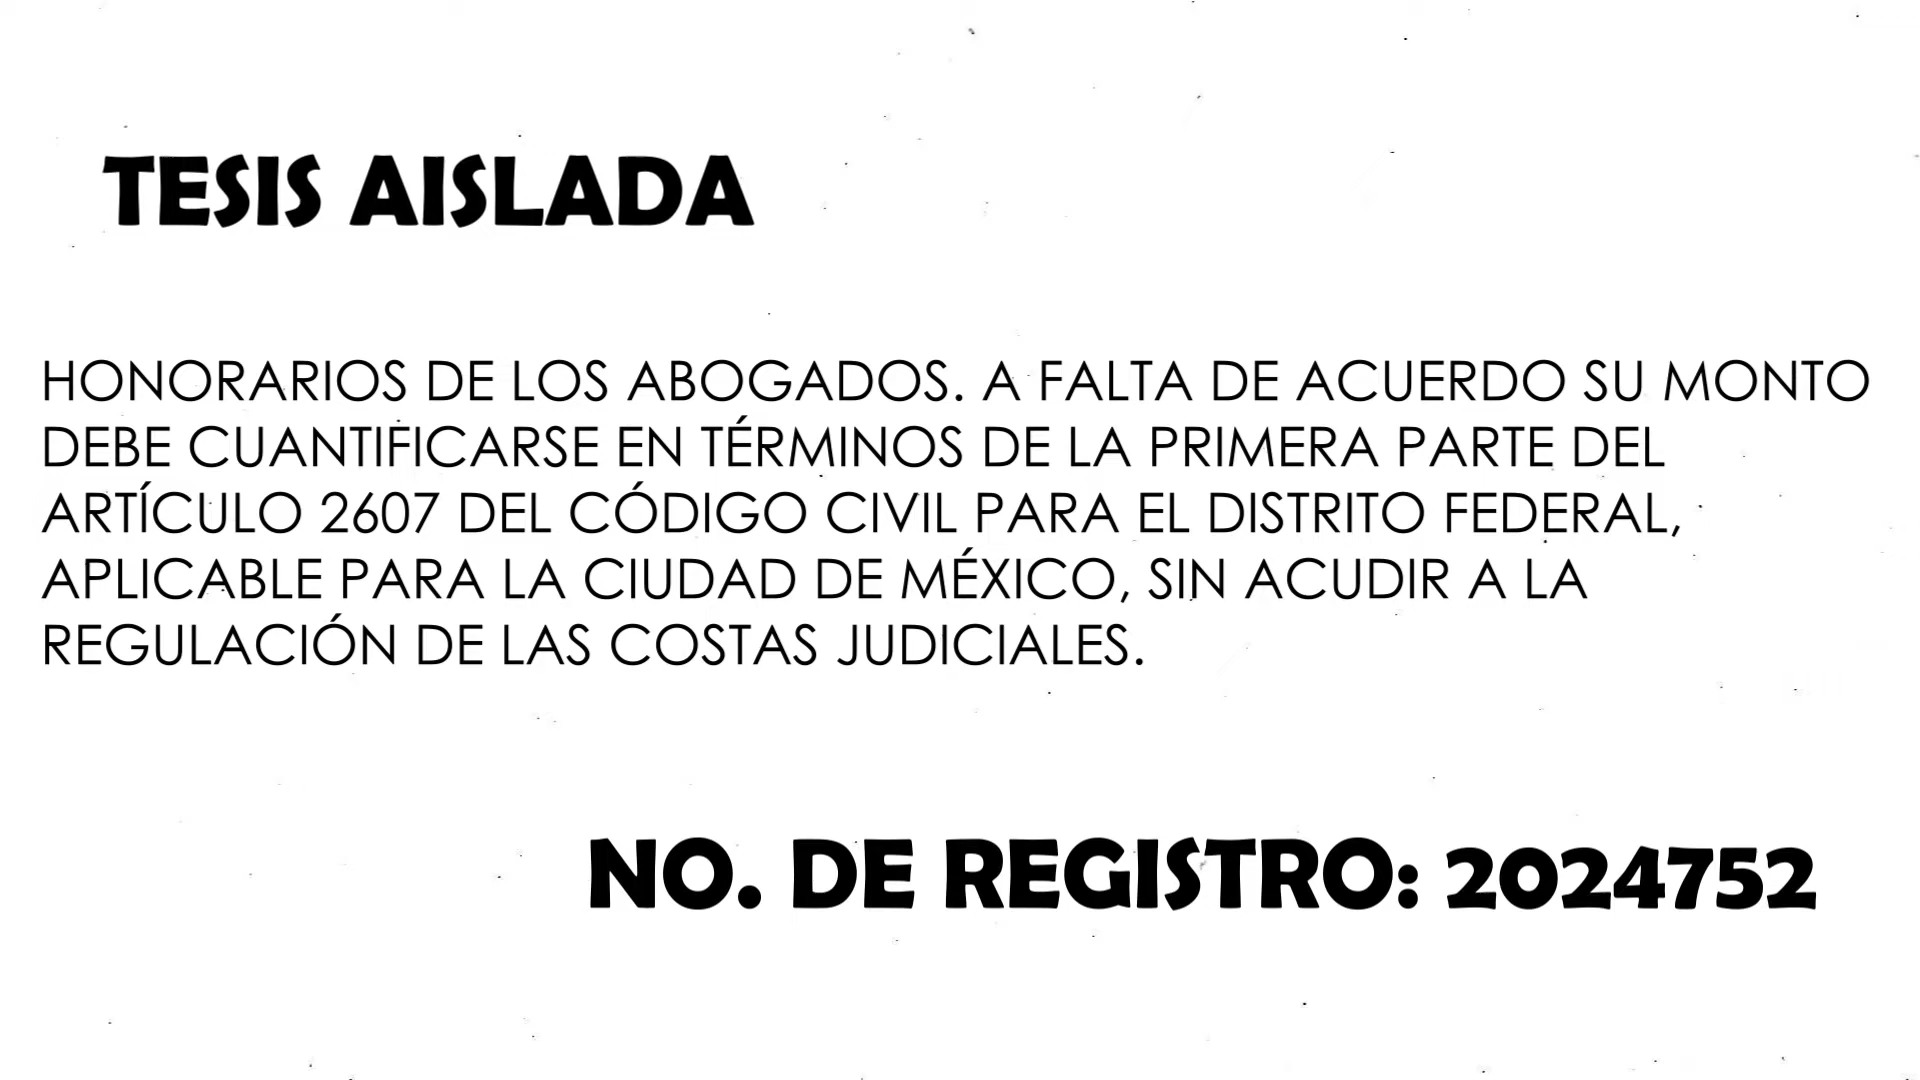 TESIS AISLADA
HONORARIOS DE LOS ABOGADOS. A FALTA DE ACUERDO SU MONTO
DEBE CUANTIFICARSE EN TÉRMINOS DE LA PRIMERA PARTE DEL
ARTÍCULO 2607 DEL CÓDIGO CIVIL PARA EL DISTRITO FEDERAL,
APLICABLE PARA LA CIUDAD DE MÉXICO, SIN ACUDIR A LA
REGULACIÓN DE LAS COSTAS JUDICIALES.
NO. DE REGISTRO: 2024752